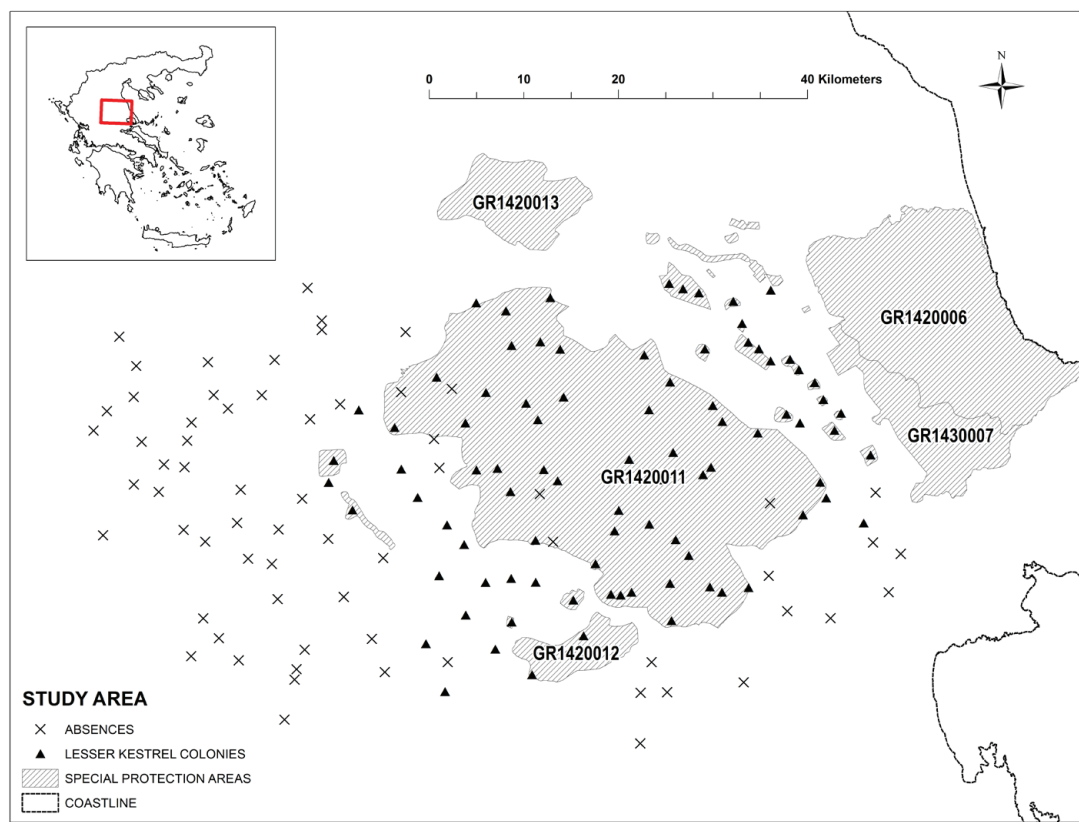 N
0 10 20 40 Kilometers
GR1420013
GR1420006
GR1430007
GR1420011
GR1420012
STUDY AREA
ABSENCES
LESSER KESTREL COLONIES
SPECIAL PROTECTION AREAS
COASTLINE